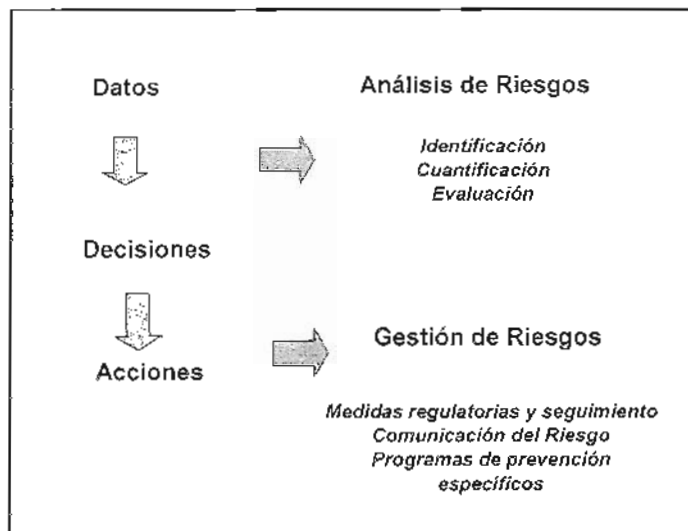 Datos
Análisis de Riesgos
Identificación
Cuantificación
Evaluación
Decisiones
Acciones
Gestión de Riesgos
Medidas regulatorias y seguimiento
Comunicación del Riesgo
Programas de prevención
específicos